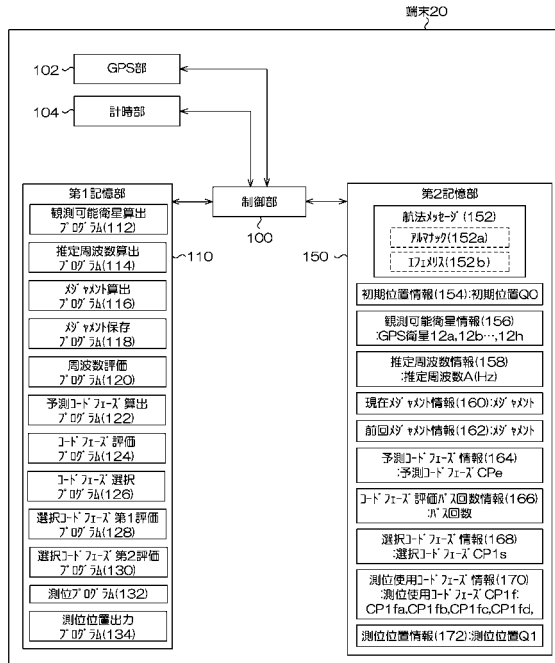 端末20
102
GPS部
104
計時部
制御部
100
第1記憶部
110
観測可能衛星算出
プログラム(112)
推定周波数算出
プログラム(114)
メジャメント算出
プログラム(116)
メジャメント保存
プログラム(118)
周波数評価
プログラム(120)
予測コードフェーズ算出
プログラム(122)
コードフェーズ評価
プログラム(124)
コードフェーズ選択
プログラム(126)
選択コードフェーズ第1評価
プログラム(128)
選択コードフェーズ第2評価
プログラム(130)
測位プログラム(132)
測位位置出力
プログラム(134)
第2記憶部
150
航法メッセージ(152)
アルマナック(152a)
エフェメリス(152b)
初期位置情報(154):初期位置Q0
観測可能衛星情報(156)
:GPS衛星12a,12b…,12h
推定周波数情報(158)
:推定周波数A(Hz)
現在メジャメント情報(160):メジャメント
前回メジャメント情報(162):メジャメント
予測コードフェーズ情報(164)
:予測コードフェーズCPe
コードフェーズ評価パス回数情報(166)
:パス回数
選択コードフェーズ情報(168)
:選択コードフェーズCP1s
測位使用コードフェーズ情報(170)
:測位使用コードフェーズCP1f:
CP1fa,CP1fb,CP1fc,CP1fd,
測位位置情報(172):測位位置Q1